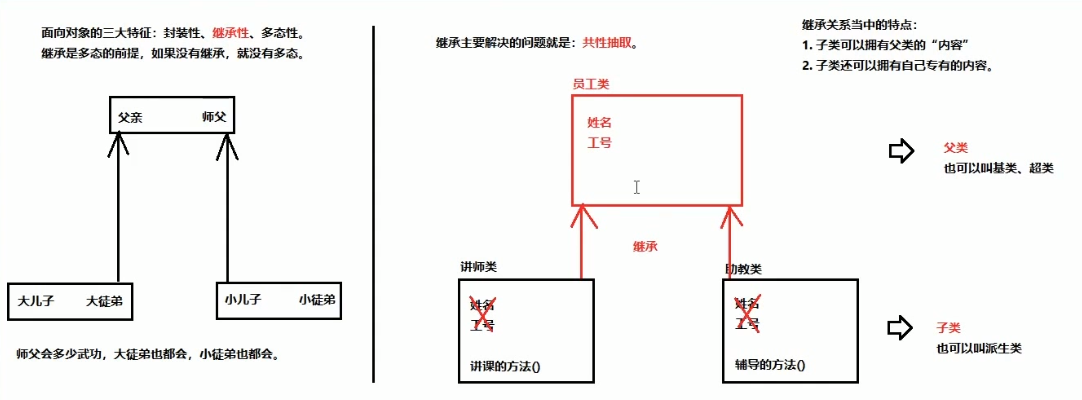 面向对象的三大特征：封装性、继承性、多态性。
继承是多态的前提，如果没有继承，就没有多态。
父亲 师父
大儿子 大徒弟
小儿子 小徒弟
师父会多少武功，大徒弟也都会，小徒弟也都会。
继承主要解决的问题就是：共性抽取。
员工类
姓名
工号
继承
讲师类
姓名
工号
讲课的方法()
助教类
姓名
工号
辅导的方法()
继承关系当中的特点：
1. 子类可以拥有父类的“内容”
2. 子类还可以拥有自己专有的内容。
父类
也可以叫基类、超类
子类
也可以叫派生类